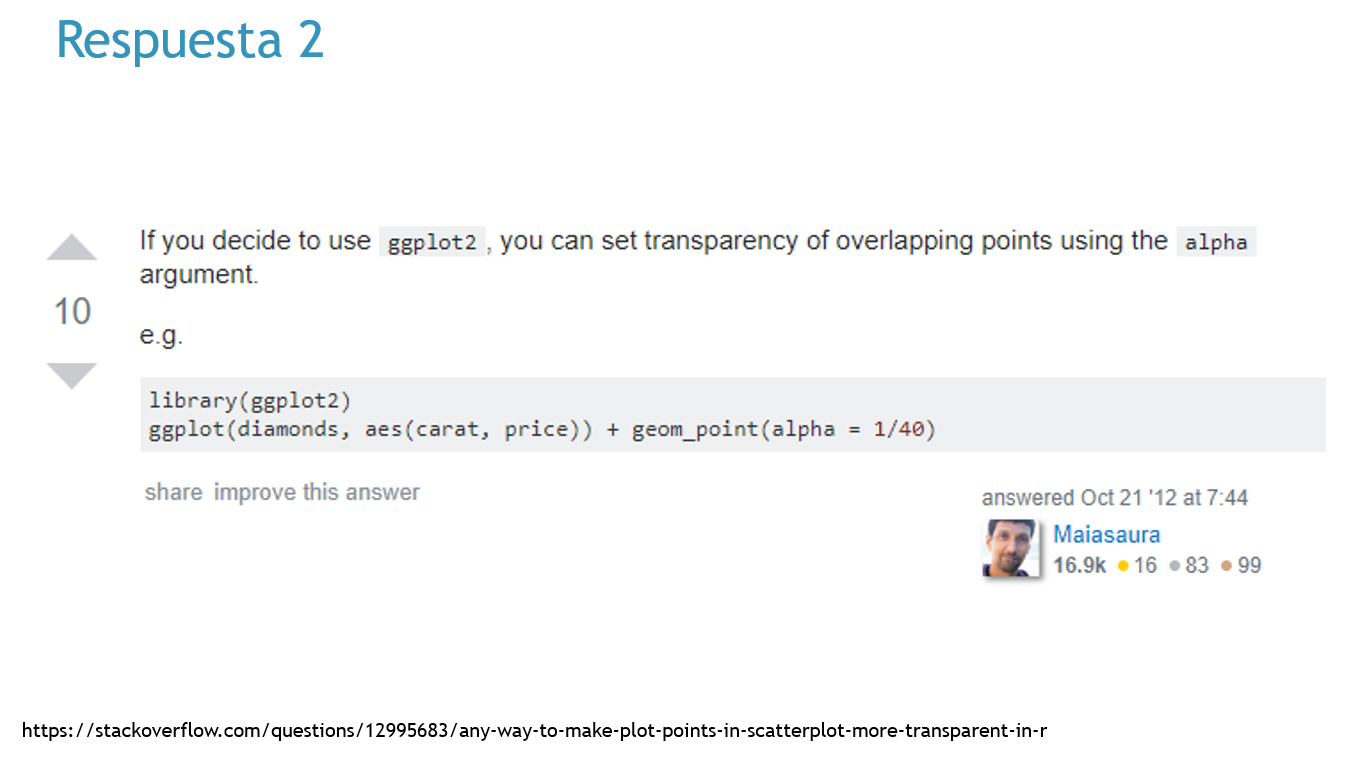 Respuesta 2
If you decide to use ggplot2, you can set transparency of overlapping points using the alpha
argument.
10
e.g.
library(ggplot2)
ggplot(diamonds, aes(carat, price)) + geom_point(alpha = 1/40)
share improve this answer
answered Oct 21 '12 at 7:44
Maiasaura
16.9k 16 83 99
https://stackoverflow.com/questions/12995683/any-way-to-make-plot-points-in-scatterplot-more-transparent-in-r